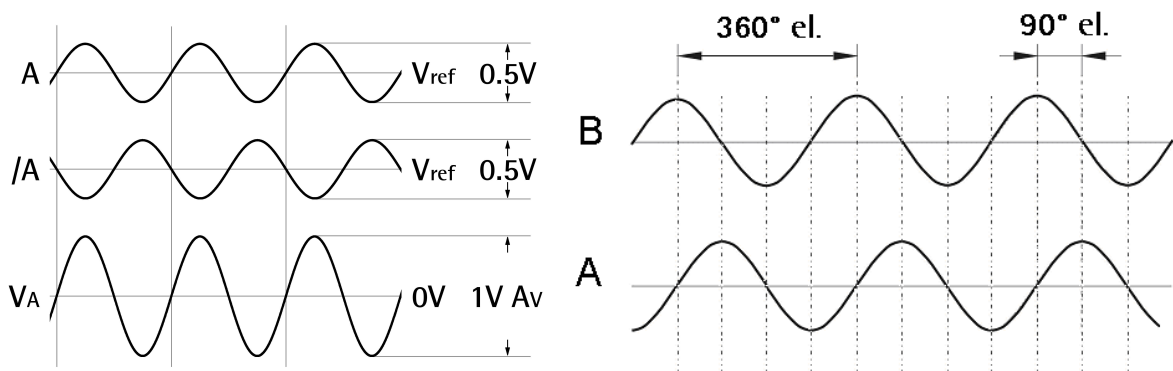 A Vref 0.5V
/A Vref 0.5V
VA 0V 1V AV
360° el. 90° el.
B
A